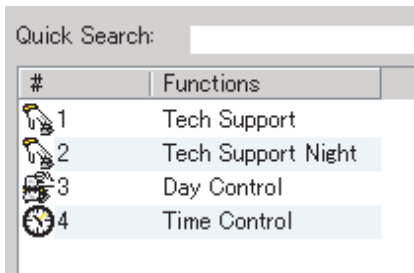 Quick Search:
# Functions
1 Tech Support
2 Tech Support Night
3 Day Control
4 Time Control